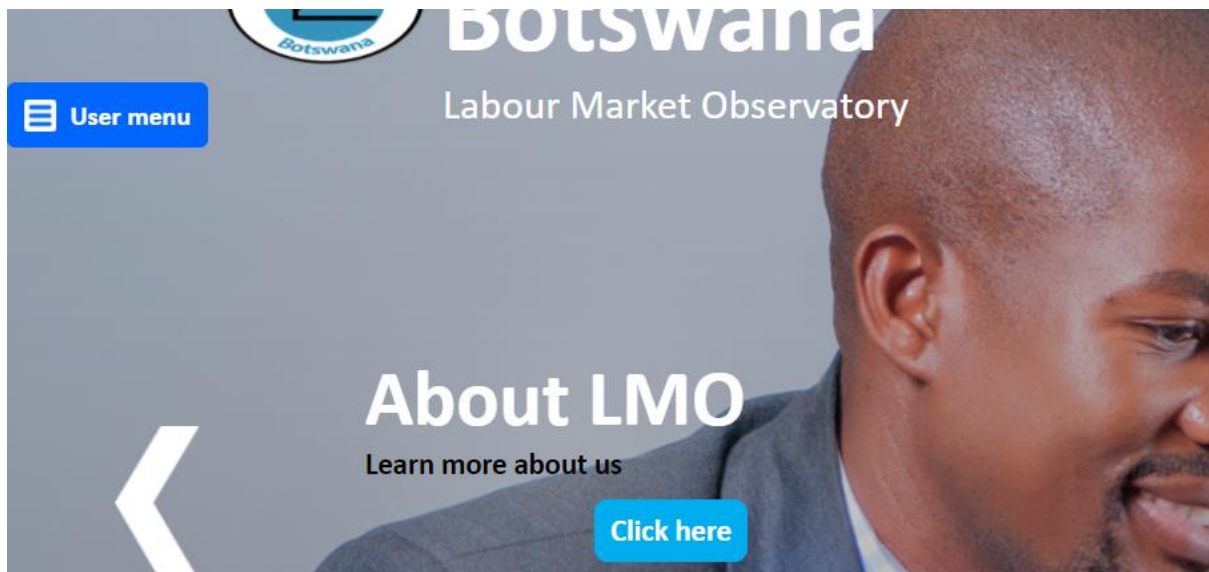 Botswana
Botswana
Labour Market Observatory
User menu
About LMO
Learn more about us
Click here